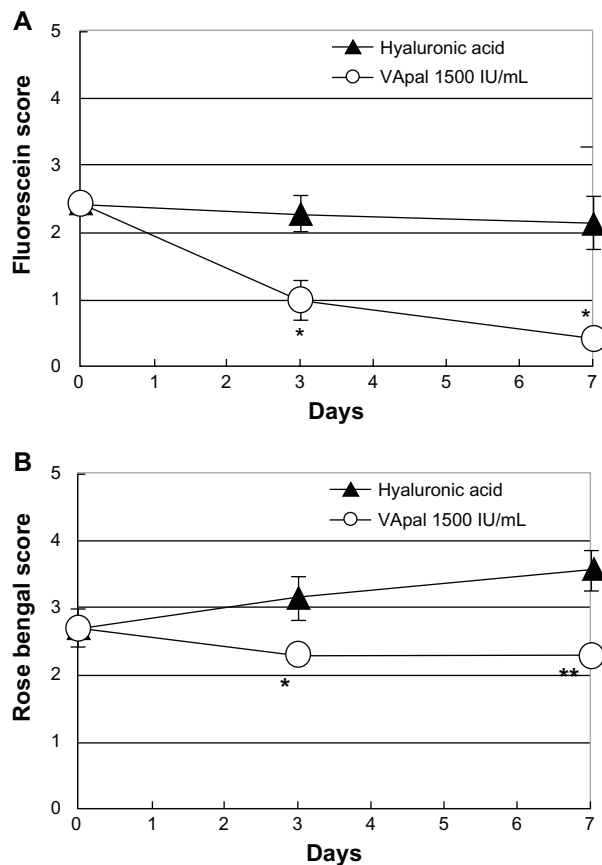 A
Fluorescein score
5
4
3
2
1
0
Hyaluronic acid
VApal 1500 IU/mL
*
*
0 1 2 3 4 5 6 7
Days
B
Rose bengal score
5
4
3
2
1
0
Hyaluronic acid
VApal 1500 IU/mL
*
**
0 1 2 3 4 5 6 7
Days